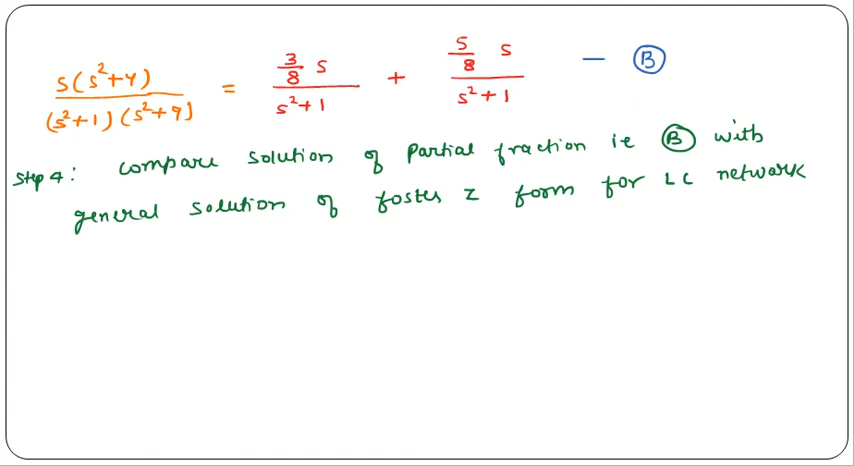 s(s²+4) / (s²+1)(s²+9) = 3/8 s / s²+1 + 5/8 s / s²+1 — B
Step 4: Compare solution of Partial fraction ie B with
general solution of foster Z form for LC network